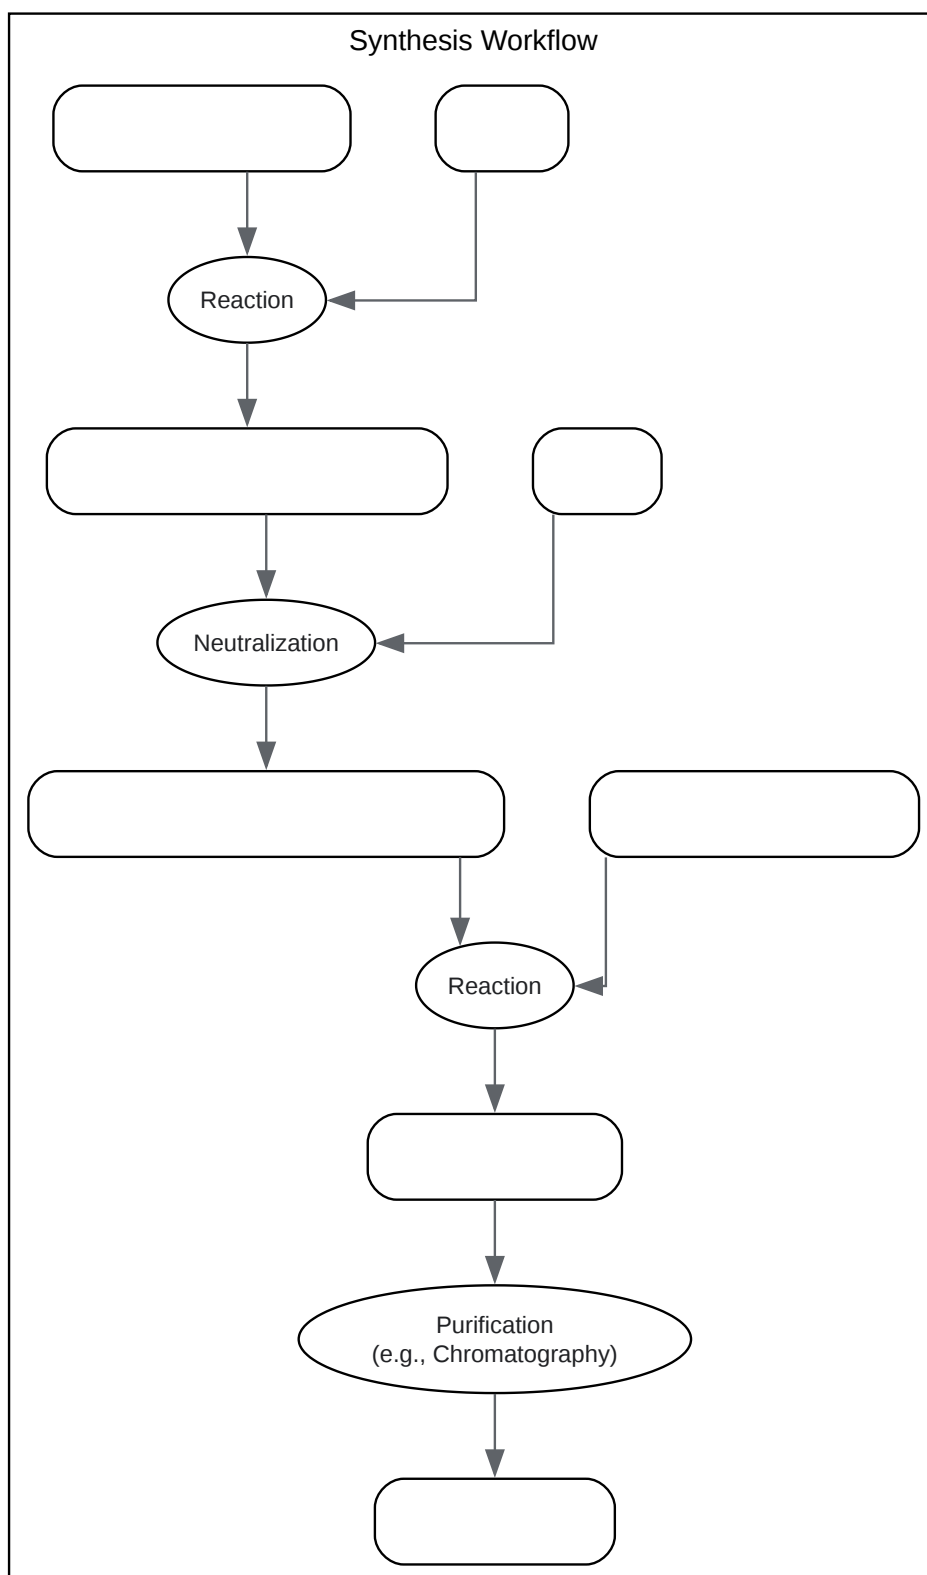 Synthesis Workflow
Reaction
Neutralization
Reaction
Purification
(e.g., Chromatography)